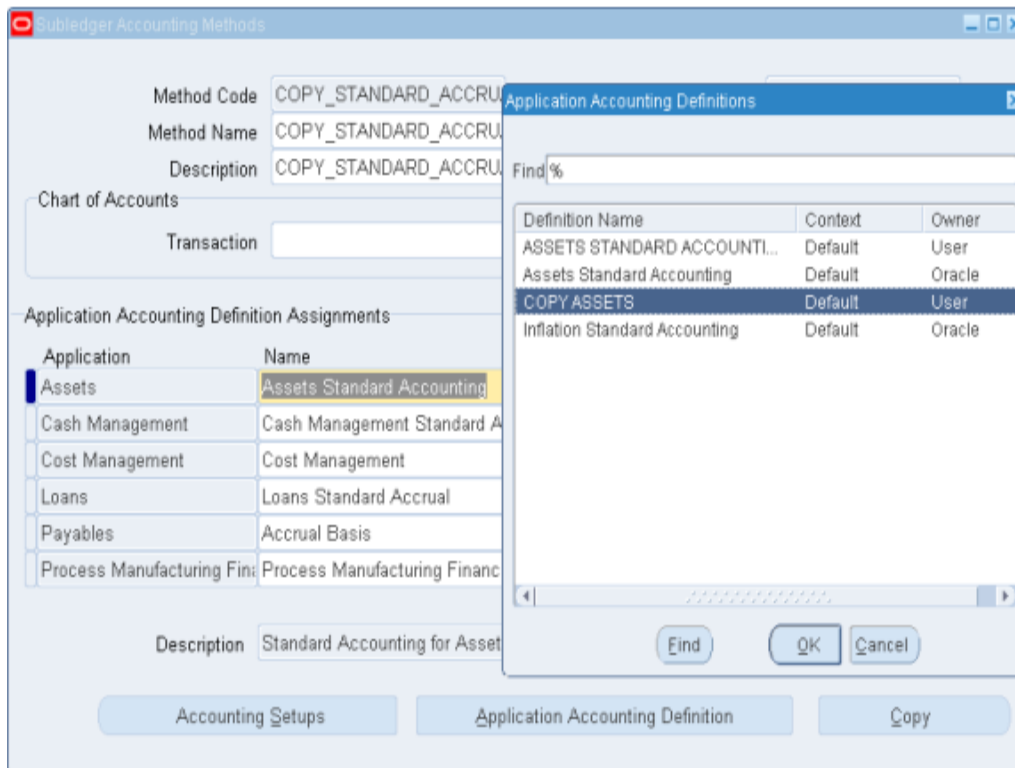 Subledger Accounting Methods
Method Code COPY_STANDARD_ACCRU
Method Name COPY_STANDARD_ACCRU
Description COPY_STANDARD_ACCRU
Chart of Accounts
Transaction
Application Accounting Definition Assignments
Application Name
Assets Assets Standard Accounting
Cash Management Cash Management Standard A
Cost Management Cost Management
Loans Loans Standard Accrual
Payables Accrual Basis
Process Manufacturing Fina Process Manufacturing Financ
Description Standard Accounting for Asset
Accounting Setups Application Accounting Definition Copy
Application Accounting Definitions
Find %
Definition Name Context Owner
ASSETS STANDARD ACCOUNTI... Default User
Assets Standard Accounting Default Oracle
COPY ASSETS Default User
Inflation Standard Accounting Default Oracle
Find OK Cancel